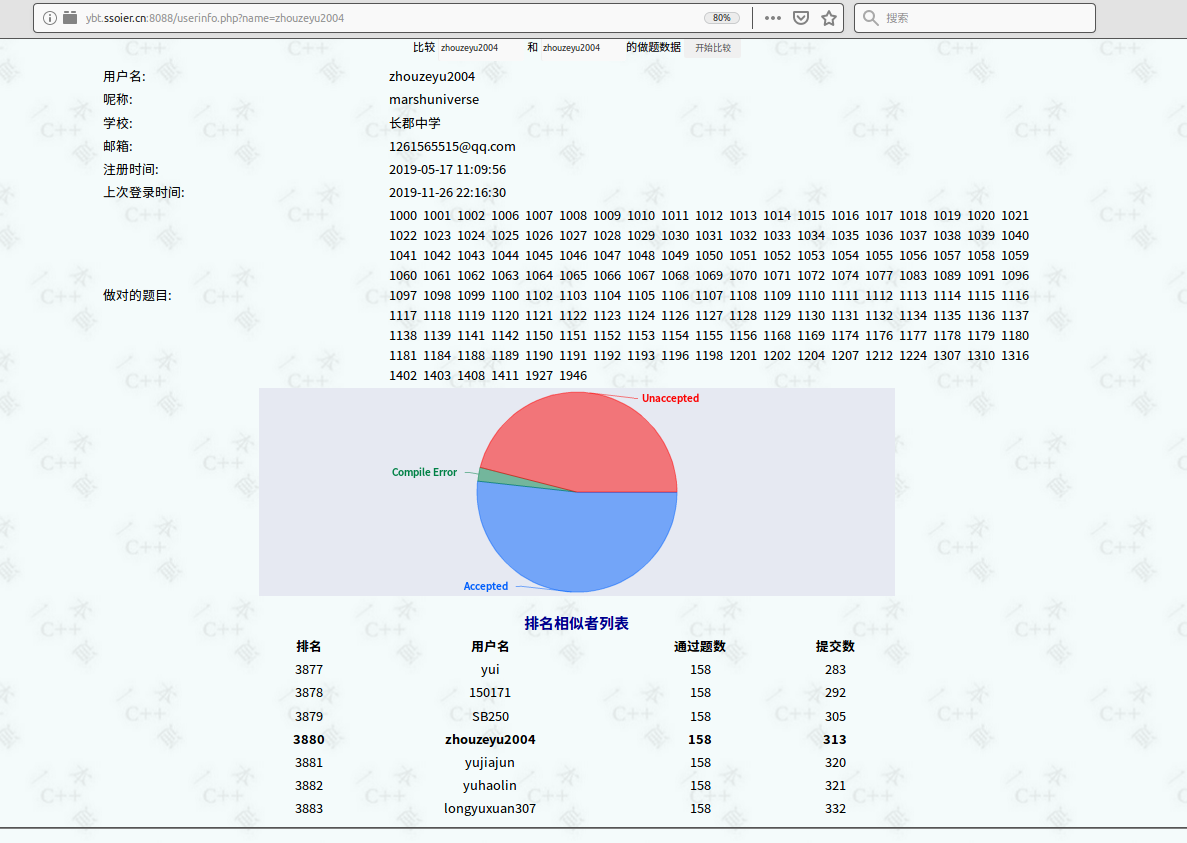 ybt.ssoier.cn:8088/userinfo.php?name=zhouzeyu2004 80% 搜索
比较 zhouzeyu2004 和 zhouzeyu2004 的做题数据 开始比较
用户名: zhouzeyu2004
呢称: marshuniverse
学校: 长郡中学
邮箱: 1261565515@qq.com
注册时间: 2019-05-17 11:09:56
上次登录时间: 2019-11-26 22:16:30
1000 1001 1002 1006 1007 1008 1009 1010 1011 1012 1013 1014 1015 1016 1017 1018 1019 1020 1021
1022 1023 1024 1025 1026 1027 1028 1029 1030 1031 1032 1033 1034 1035 1036 1037 1038 1039 1040
1041 1042 1043 1044 1045 1046 1047 1048 1049 1050 1051 1052 1053 1054 1055 1056 1057 1058 1059
1060 1061 1062 1063 1064 1065 1066 1067 1068 1069 1070 1071 1072 1074 1077 1083 1089 1091 1096
做对的题目: 1097 1098 1099 1100 1102 1103 1104 1105 1106 1107 1108 1109 1110 1111 1112 1113 1114 1115 1116
1117 1118 1119 1120 1121 1122 1123 1124 1126 1127 1128 1129 1130 1131 1132 1134 1135 1136 1137
1138 1139 1141 1142 1150 1151 1152 1153 1154 1155 1156 1168 1169 1174 1176 1177 1178 1179 1180
1181 1184 1188 1189 1190 1191 1192 1193 1196 1198 1201 1202 1204 1207 1212 1224 1307 1310 1316
1402 1403 1408 1411 1927 1946
Unaccepted
Compile Error
Accepted
排名相似者列表
排名 用户名 通过题数 提交数
3877 yui 158 283
3878 150171 158 292
3879 SB250 158 305
3880 zhouzeyu2004 158 313
3881 yujiajun 158 320
3882 yuhaolin 158 321
3883 longyuxuan307 158 332